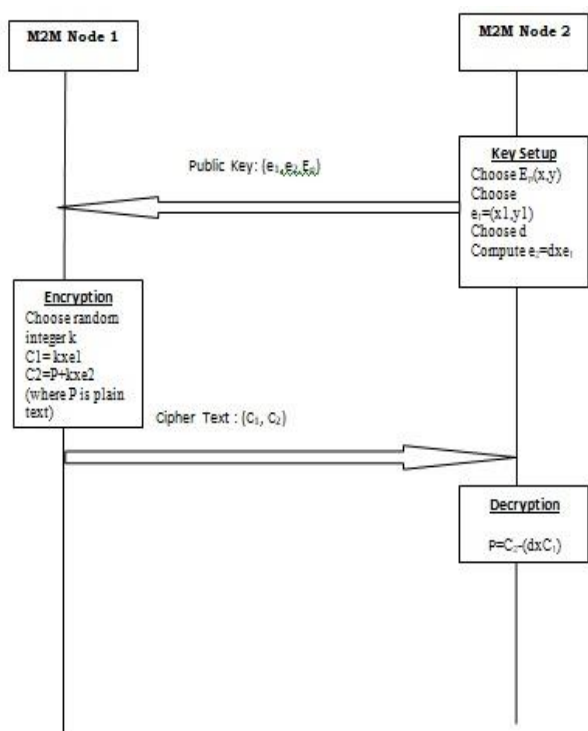 M2M Node 1
M2M Node 2
Key Setup
Choose Eₚ(x,y)
Choose
e₁=(x1,y1)
Choose d
Compute e₂=dxe₁
Public Key: (e₁,e₂,Eₚ)
Encryption
Choose random
integer k
C1= kxe1
C2=P+kxe2
(where P is plain
text)
Cipher Text : (C₁, C₂)
Decryption
P=C₂-(dxC₁)